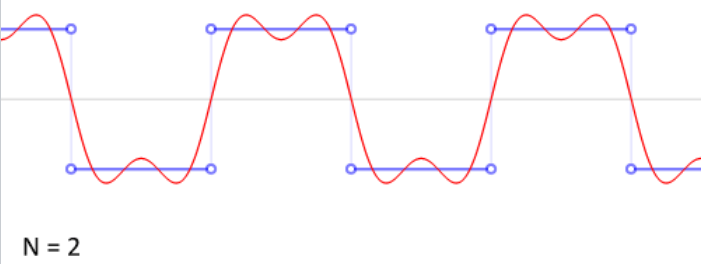 N = 2